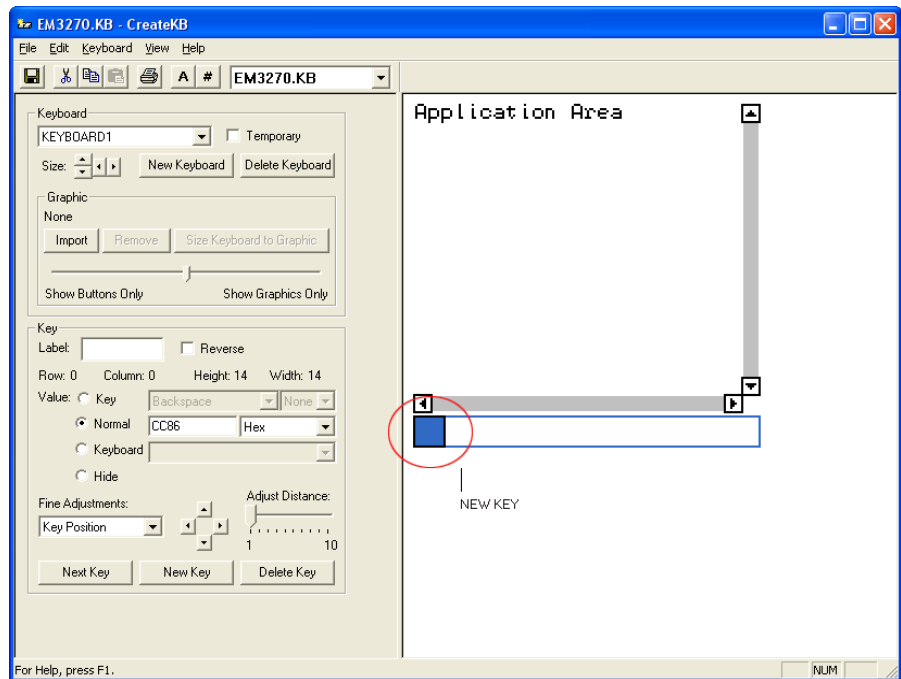 EM3270.KB - CreateKB
File Edit Keyboard View Help
A # EM3270.KB
Keyboard
KEYBOARD1 Temporary
Size: New Keyboard Delete Keyboard
Graphic
None
Import Remove Size Keyboard to Graphic
Show Buttons Only Show Graphics Only
Key
Label: Reverse
Row: 0 Column: 0 Height: 14 Width: 14
Value: Key Backspace None
Normal CC86 Hex
Keyboard
Hide
Fine Adjustments: Adjust Distance:
Key Position
1 10
Next Key New Key Delete Key
Application Area
NEW KEY
For Help, press F1. NUM